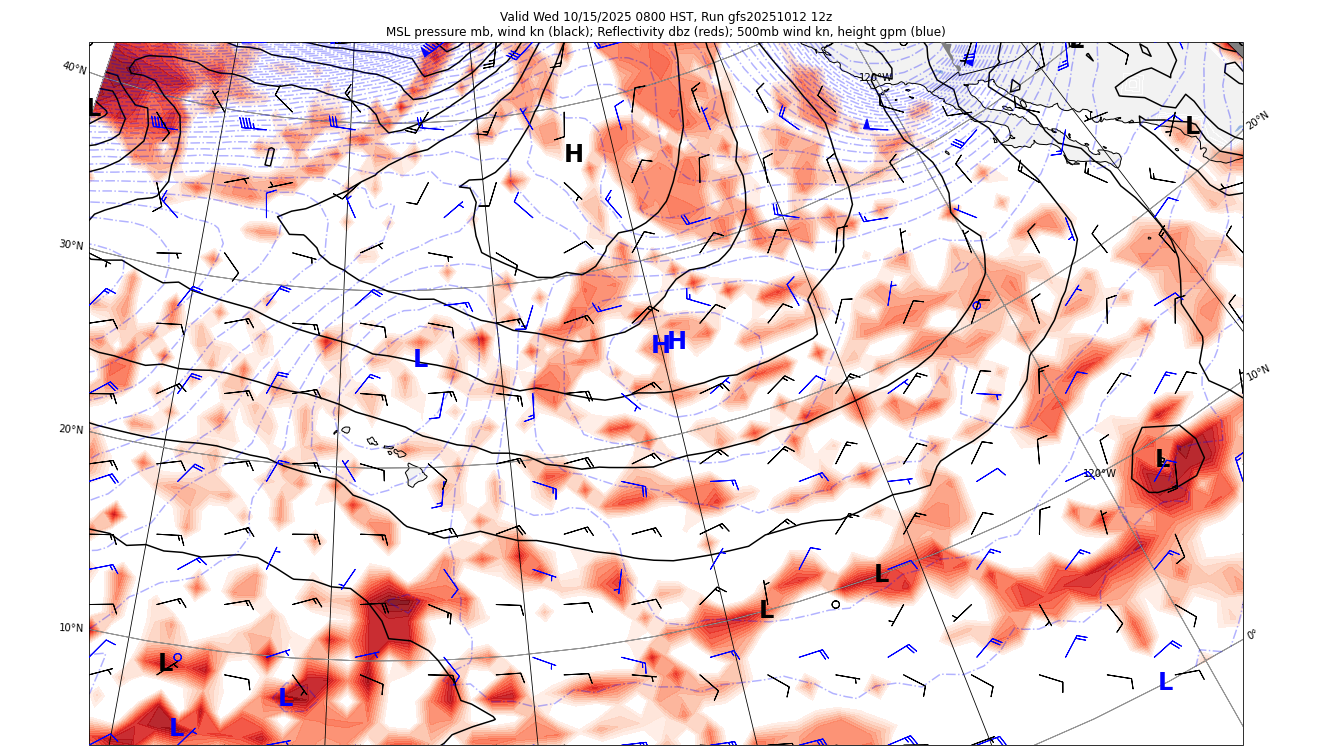 Valid Wed 10/15/2025 0800 HST, Run gfs20251012 12z
MSL pressure mb, wind kn (black); Reflectivity dbz (reds); 500mb wind kn, height gpm (blue)
L
40°N
120°W
L
L
20°N
H
30°N
H
H
L
10°N
20°N
L
120°W
L
L
10°N
0°
L
L
L
L